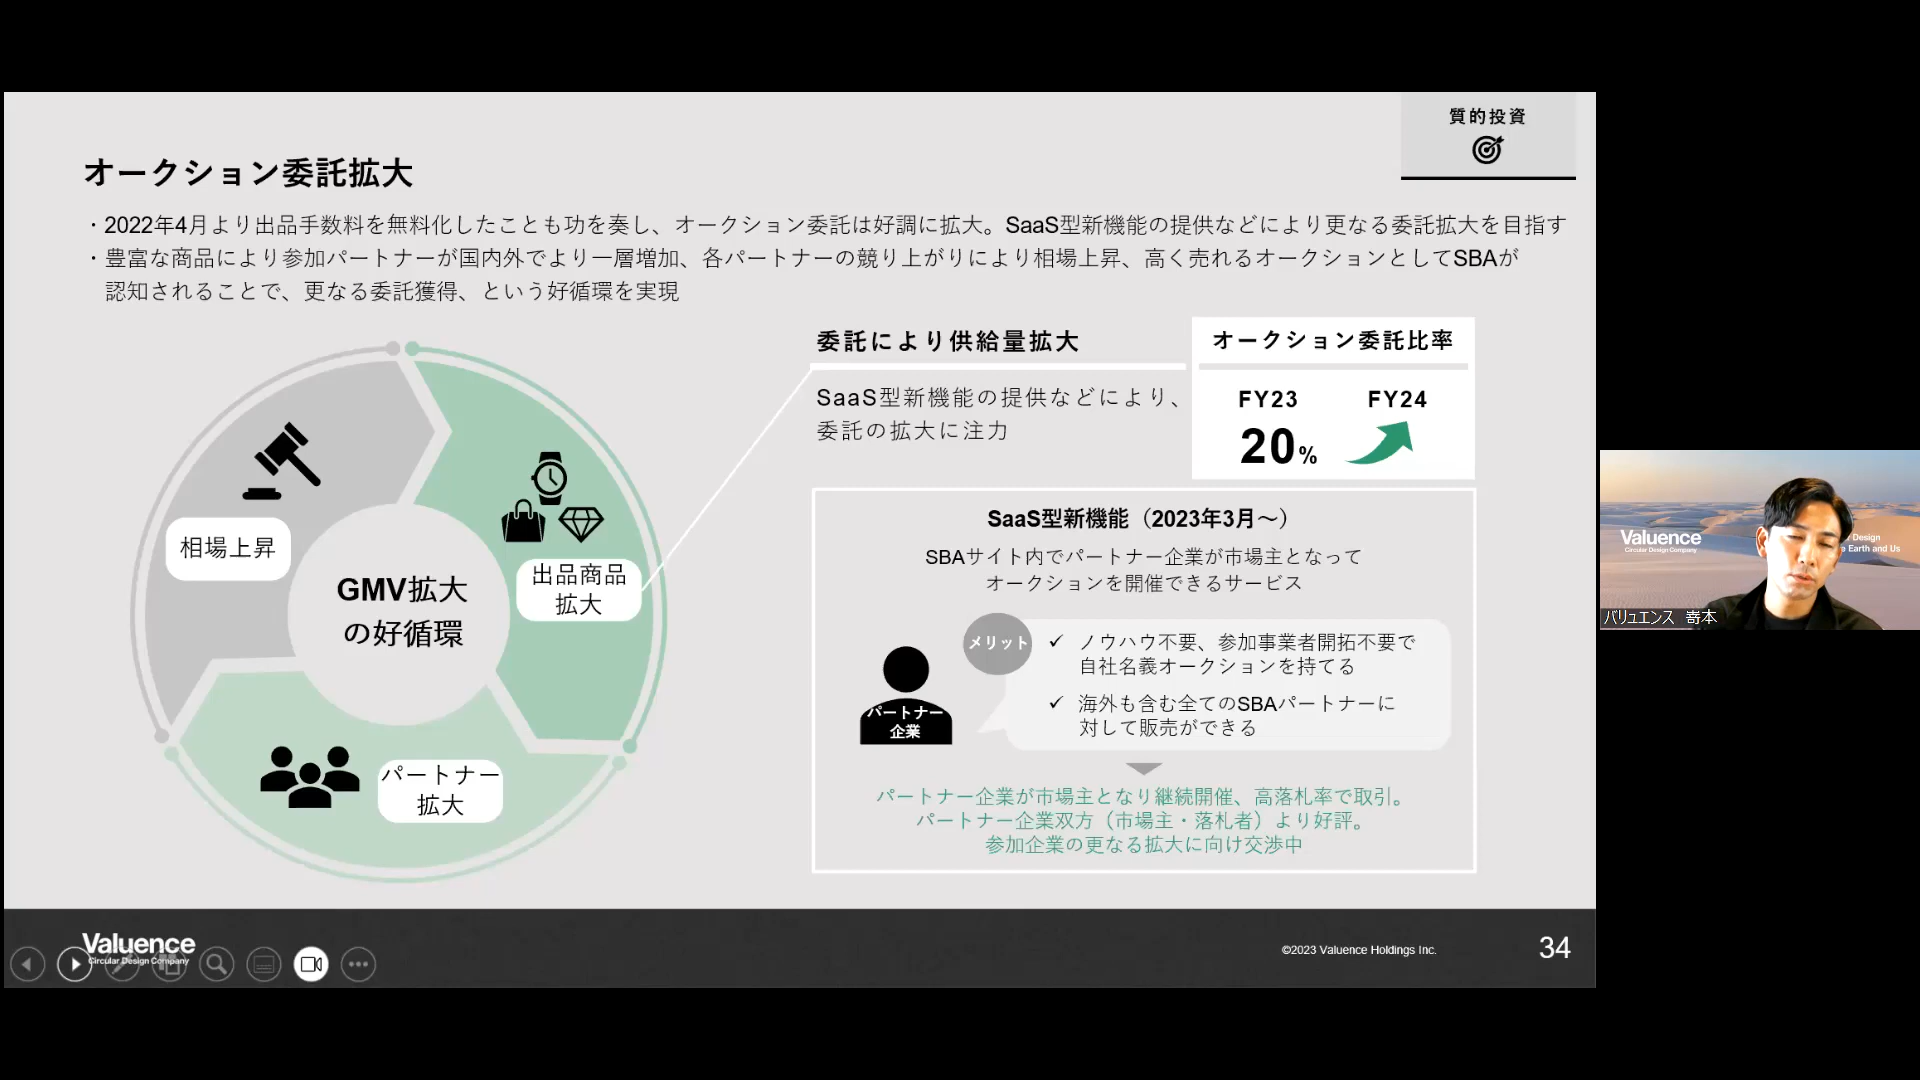 質的投資
オークション委託拡大
・2022年4月より出品手数料を無料化したことも功を奏し、オークション委託は好調に拡大。SaaS型新機能の提供などにより更なる委託拡大を目指す
・豊富な商品により参加パートナーが国内外でより一層増加、各パートナーの競り上がりにより相場上昇、高く売れるオークションとしてSBAが
認知されることで、更なる委託獲得、という好循環を実現
相場上昇
出品商品
拡大
GMV拡大
の好循環
パートナー
拡大
委託により供給量拡大
SaaS型新機能の提供などにより、
委託の拡大に注力
オークション委託比率
FY23
FY24
20%
SaaS型新機能（2023年3月～）
SBAサイト内でパートナー企業が市場主となって
オークションを開催できるサービス
メリット
✓ ノウハウ不要、参加事業者開拓不要で
自社名義オークションを持てる
✓ 海外も含む全てのSBAパートナーに
対して販売ができる
パートナー
企業
パートナー企業が市場主となり継続開催、高落札率で取引。
パートナー企業双方（市場主・落札者）より好評。
参加企業の更なる拡大に向け交渉中
Valuence
Circular Design Company
©2023 Valuence Holdings Inc.
34
Valuence
Circular Design Company
Design
e Earth and Us
バリュエンス 嵜本